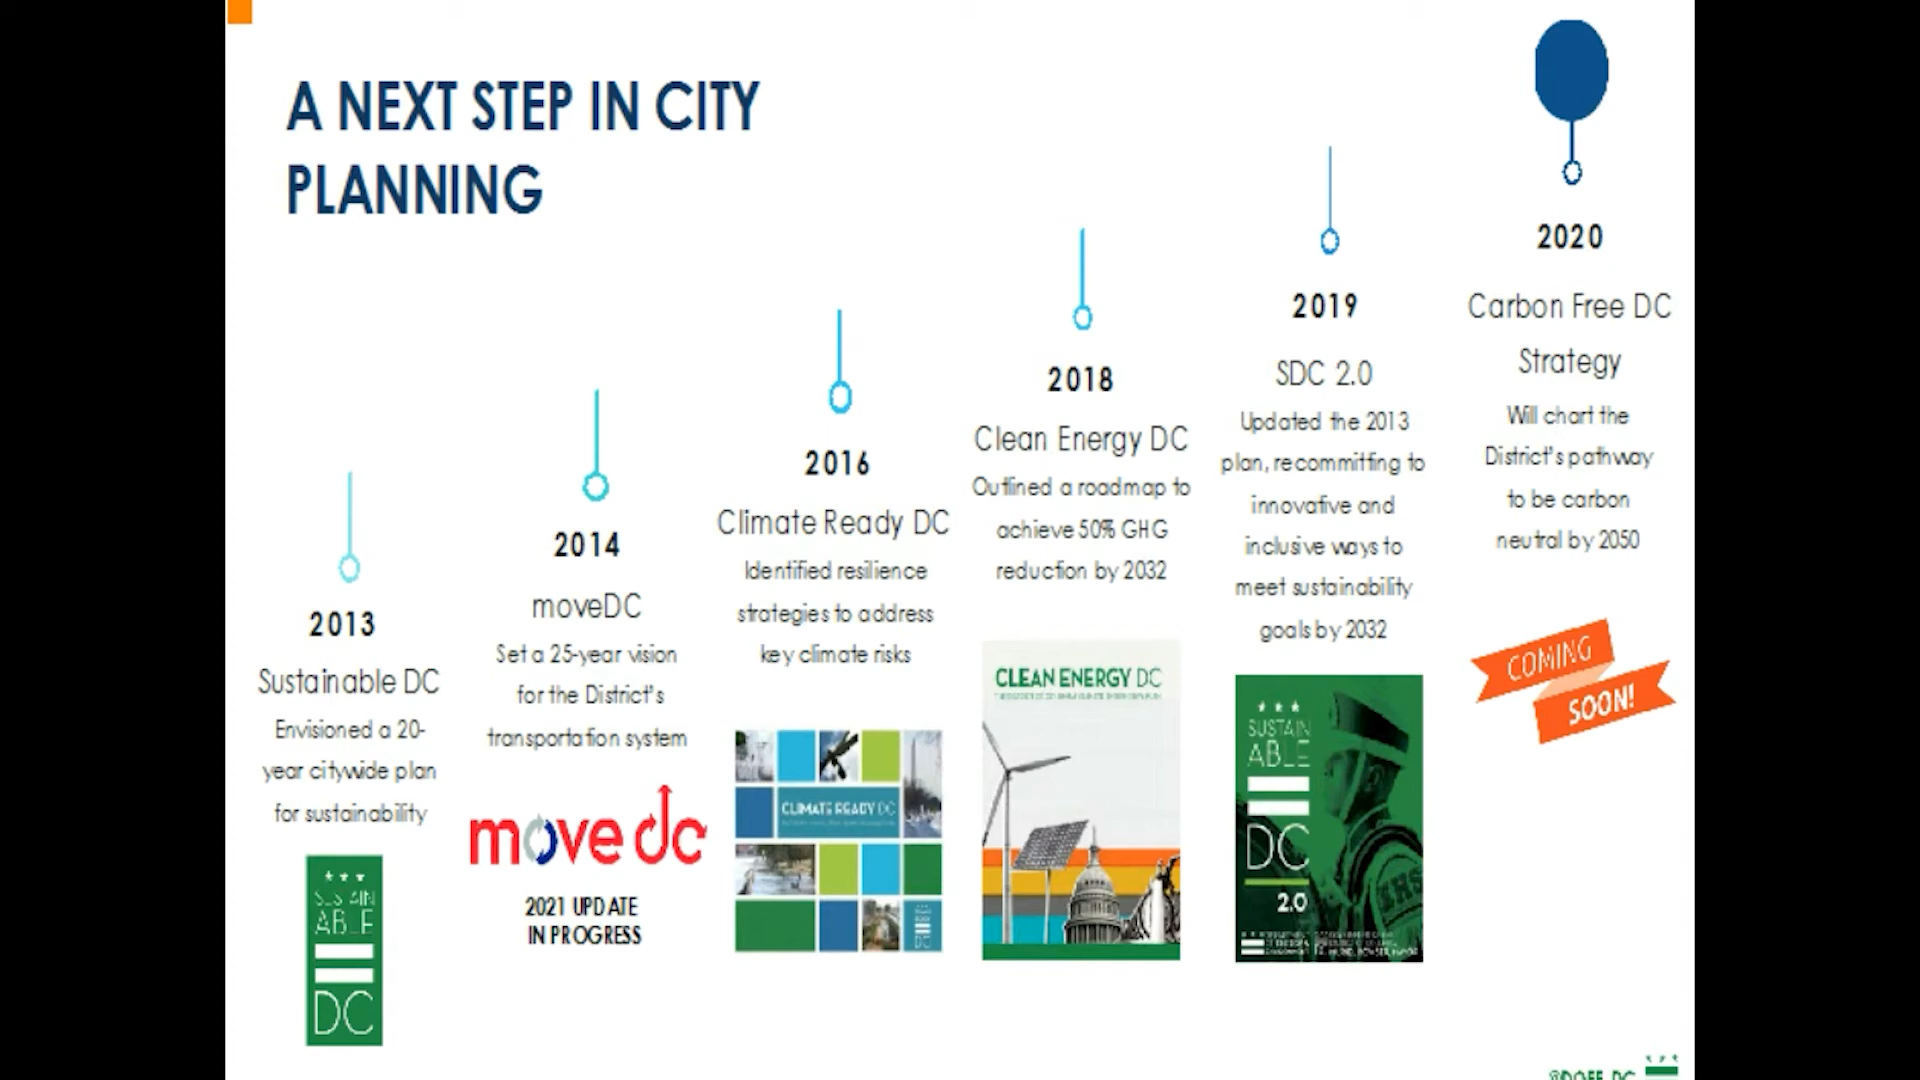 A NEXT STEP IN CITY
PLANNING
2013
Sustainable DC
Envisioned a 20-
year citywide plan
for sustainability
SUSTAIN
ABLE
DC
2014
moveDC
Set a 25-year vision
for the District's
transportation system
move dc
2021 UPDATE
IN PROGRESS
2016
Climate Ready DC
Identified resilience
strategies to address
key climate risks
CLIMATE READY DC
2018
Clean Energy DC
Outlined a roadmap to
achieve 50% GHG
reduction by 2032
CLEAN ENERGY DC
2019
SDC 2.0
Updated the 2013
plan, recommitting to
innovative and
inclusive ways to
meet sustainability
goals by 2032
SUSTAIN
ABLE
DC
2.0
2020
Carbon Free DC
Strategy
Will chart the
District's pathway
to be carbon
neutral by 2050
COMING
SOON!
@DOEE_DC